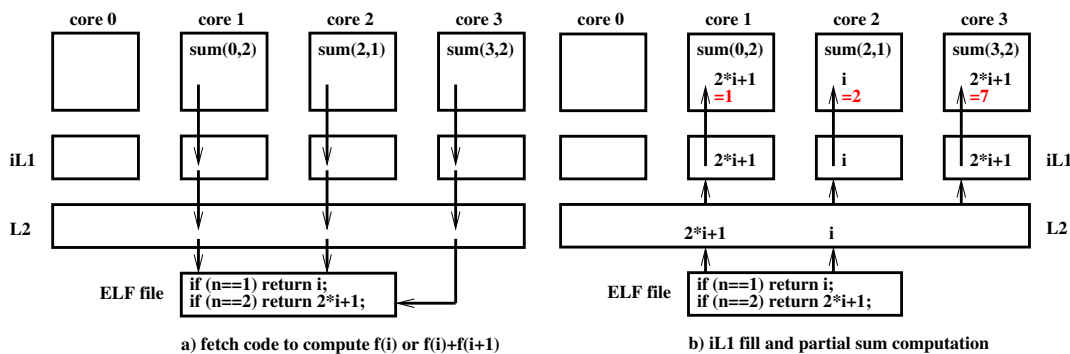 core 0 core 1 core 2 core 3
sum(0,2) sum(2,1) sum(3,2)
iL1
L2
ELF file
if (n==1) return i;
if (n==2) return 2*i+1;
a) fetch code to compute f(i) or f(i)+f(i+1)
core 0 core 1 core 2 core 3
sum(0,2) sum(2,1) sum(3,2)
2*i+1 i 2*i+1
=1 =2 =7
2*i+1 i 2*i+1 iL1
L2
2*i+1 i
ELF file
if (n==1) return i;
if (n==2) return 2*i+1;
b) iL1 fill and partial sum computation